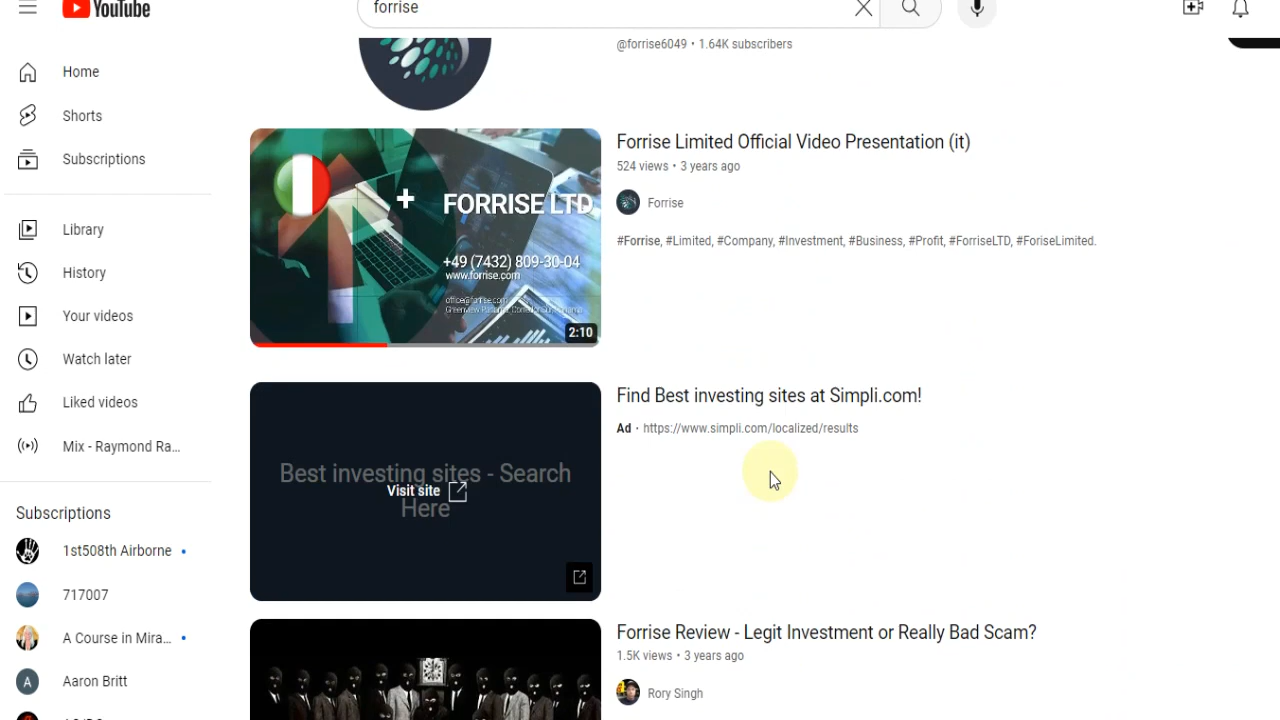 YouTube
forrise
@forrise6049 • 1.64K subscribers
Home
Shorts
Subscriptions
Library
History
Your videos
Watch later
Liked videos
Mix - Raymond Ra...
Subscriptions
1st508th Airborne
717007
A Course in Mira...
A
Aaron Britt
+ FORRISE LTD
+49 (7432) 809-30-04
www.forrise.com
office@forrise.com
2:10
Forrise Limited Official Video Presentation (it)
524 views • 3 years ago
Forrise
#Forrise, #Limited, #Company, #Investment, #Business, #Profit, #ForriseLTD, #ForiseLimited.
Best investing sites - Search
Here
Visit site
Find Best investing sites at Simpli.com!
Ad · https://www.simpli.com/localized/results
Forrise Review - Legit Investment or Really Bad Scam?
1.5K views • 3 years ago
Rory Singh